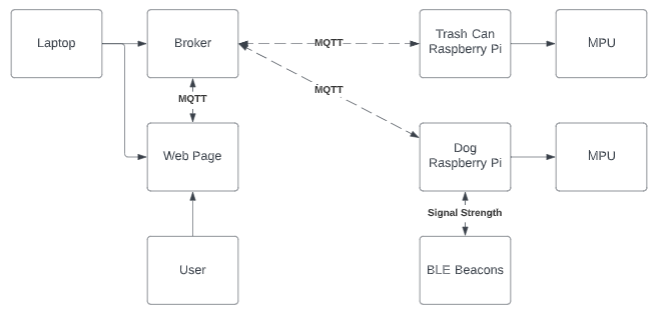 Laptop
Broker
MQTT
Trash Can
Raspberry Pi
MPU
MQTT
MQTT
Web Page
Dog
Raspberry Pi
MPU
Signal Strength
User
BLE Beacons